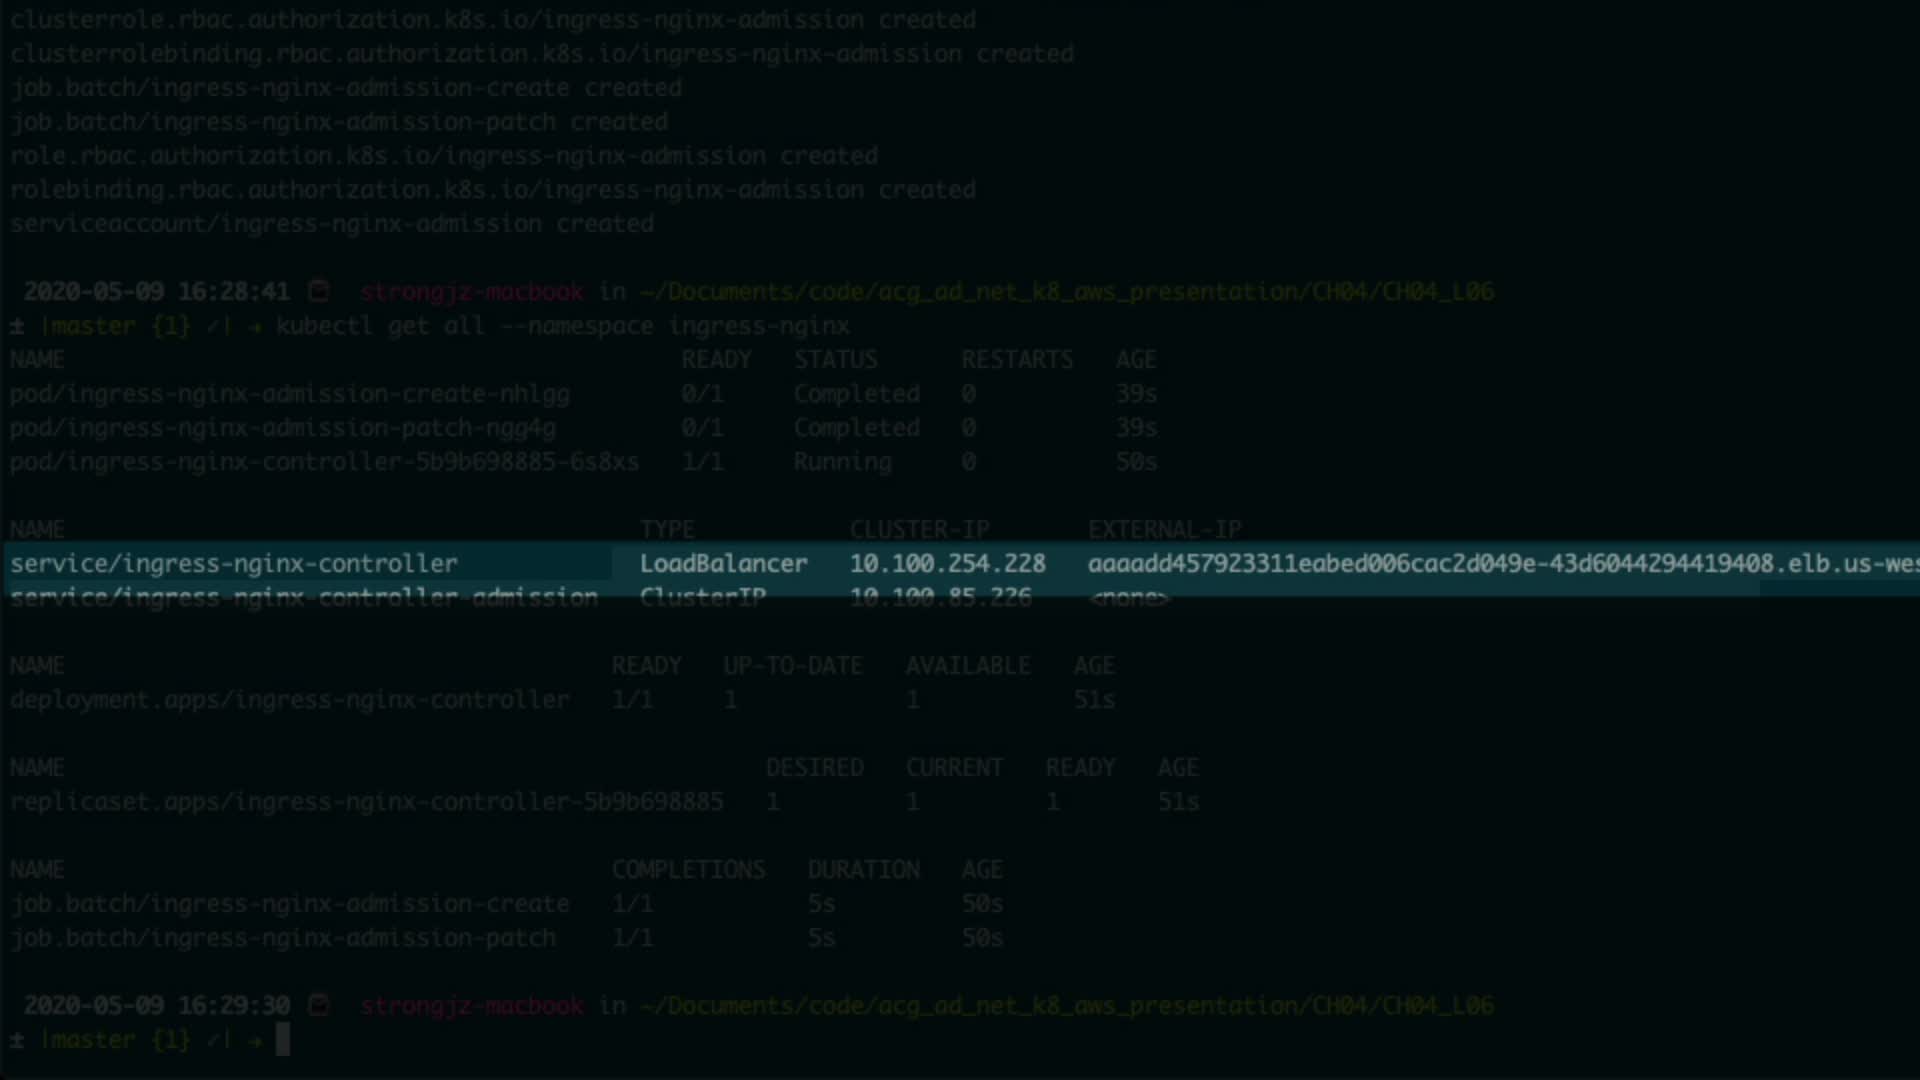 clusterrole.rbac.authorization.k8s.io/ingress-nginx-admission created
clusterrolebinding.rbac.authorization.k8s.io/ingress-nginx-admission created
job.batch/ingress-nginx-admission-create created
job.batch/ingress-nginx-admission-patch created
role.rbac.authorization.k8s.io/ingress-nginx-admission created
rolebinding.rbac.authorization.k8s.io/ingress-nginx-admission created
serviceaccount/ingress-nginx-admission created
2020-05-09 16:28:41 strongjz-macbook in ~/Documents/code/acg_ad_net_k8_aws_presentation/CH04/CH04_L06
± |master {1} ✓| → kubectl get all --namespace ingress-nginx
NAME READY STATUS RESTARTS AGE
pod/ingress-nginx-admission-create-nhlgg 0/1 Completed 0 39s
pod/ingress-nginx-admission-patch-ngg4g 0/1 Completed 0 39s
pod/ingress-nginx-controller-5b9b698885-6s8xs 1/1 Running 0 50s
NAME TYPE CLUSTER-IP EXTERNAL-IP
service/ingress-nginx-controller LoadBalancer 10.100.254.228 aaaadd457923311eabed006cac2d049e-43d6044294419408.elb.us-wes
service/ingress-nginx-controller-admission ClusterIP 10.100.85.226 <none>
NAME READY UP-TO-DATE AVAILABLE AGE
deployment.apps/ingress-nginx-controller 1/1 1 1 51s
NAME DESIRED CURRENT READY AGE
replicaset.apps/ingress-nginx-controller-5b9b698885 1 1 1 51s
NAME COMPLETIONS DURATION AGE
job.batch/ingress-nginx-admission-create 1/1 5s 50s
job.batch/ingress-nginx-admission-patch 1/1 5s 50s
2020-05-09 16:29:30 strongjz-macbook in ~/Documents/code/acg_ad_net_k8_aws_presentation/CH04/CH04_L06
± |master {1} ✓| →